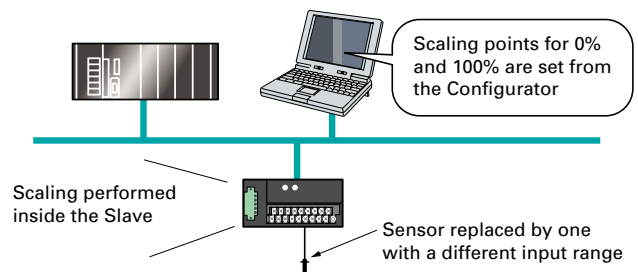 Scaling points for 0%
and 100% are set from
the Configurator
Scaling performed
inside the Slave
Sensor replaced by one
with a different input range